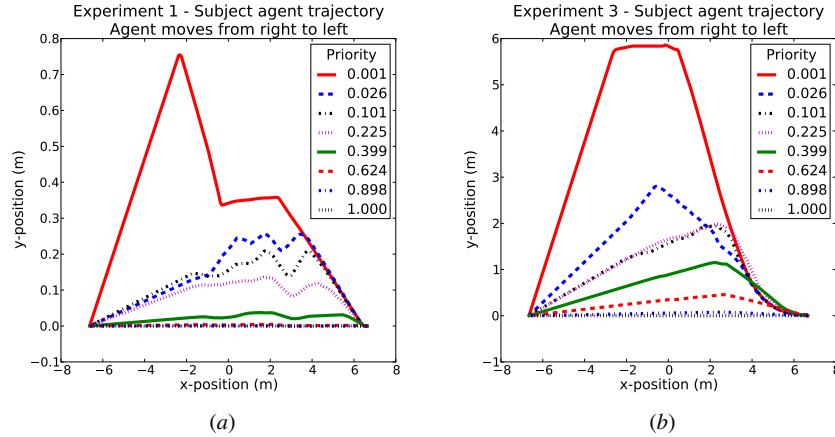 Experiment 1 - Subject agent trajectory
Agent moves from right to left
0.8
0.7
0.6
0.5
0.4
0.3
0.2
0.1
0.0
−0.1
y-position (m)
Priority
0.001
0.026
0.101
0.225
0.399
0.624
0.898
1.000
−8 −6 −4 −2 0 2 4 6 8
x-position (m)
(a)
Experiment 3 - Subject agent trajectory
Agent moves from right to left
6
5
4
3
2
1
0
−1
y-position (m)
Priority
0.001
0.026
0.101
0.225
0.399
0.624
0.898
1.000
−8 −6 −4 −2 0 2 4 6 8
x-position (m)
(b)